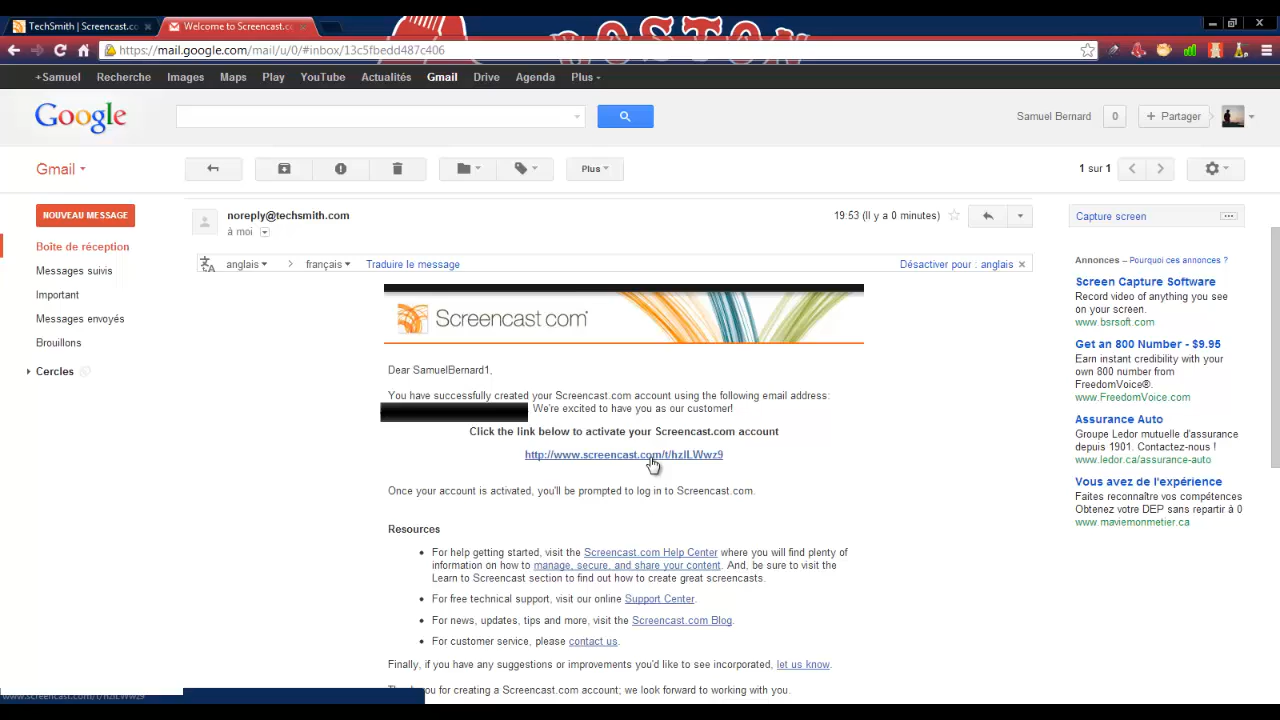 TechSmith | Screencast.co
Welcome to Screencast.c
BOSTON
https://mail.google.com/mail/u/0/#inbox/13c5fbedd487c406
+Samuel Recherche Images Maps Play YouTube Actualités Gmail Drive Agenda Plus
Google
Samuel Bernard 0 + Partager
Gmail
Plus
1 sur 1
NOUVEAU MESSAGE
Boîte de réception
Messages suivis
Important
Messages envoyés
Brouillons
Cercles
noreply@techsmith.com
19:53 (Il y a 0 minutes)
à moi
anglais > français Traduire le message
Désactiver pour : anglais x
Screencast.com
Dear SamuelBernard1,
You have successfully created your Screencast.com account using the following email address:
We're excited to have you as our customer!
Click the link below to activate your Screencast.com account
Once your account is activated, you'll be prompted to log in to Screencast.com.
Resources
• For help getting started, visit the Screencast.com Help Center where you will find plenty of
information on how to manage, secure, and share your content. And, be sure to visit the
Learn to Screencast section to find out how to create great screencasts.
• For free technical support, visit our online Support Center.
• For news, updates, tips and more, visit the Screencast.com Blog.
• For customer service, please contact us.
Finally, if you have any suggestions or improvements you'd like to see incorporated, let us know.
you for creating a Screencast.com account; we look forward to working with you.
Capture screen
Annonces – Pourquoi ces annonces ?
Screen Capture Software
Record video of anything you see
on your screen.
www.bsrsoft.com
Get an 800 Number - $9.95
Earn instant credibility with your
own 800 number from
FreedomVoice®.
www.FreedomVoice.com
Assurance Auto
Groupe Ledor mutuelle d'assurance
depuis 1901. Contactez-nous !
www.ledor.ca/assurance-auto
Vous avez de l'expérience
Faites reconnaître vos compétences
Obtenez votre DEP sans repartir à 0
www.maviemonmetier.ca